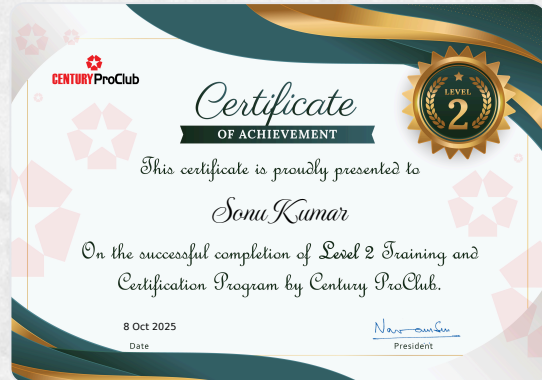 CENTURY ProClub
LEVEL
2
Certificate
OF ACHIEVEMENT
This certificate is proudly presented to
Sonu Kumar
On the successful completion of Level 2 Training and
Certification Program by Century ProClub.
8 Oct 2025
Date
President